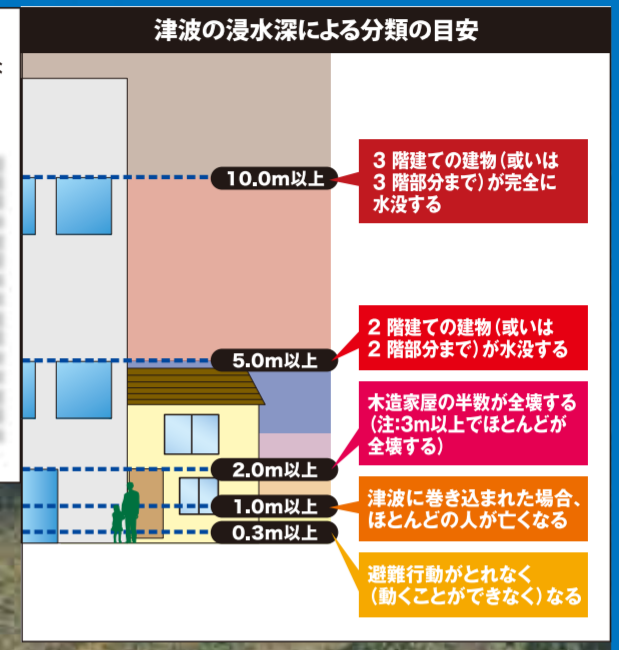 津波の浸水深による分類の目安
10.0m以上
3 階建ての建物（或いは
3 階部分まで）が完全に
水没する
5.0m以上
2 階建ての建物（或いは
2 階部分まで）が水没する
木造家屋の半数が全壊する
（注:3m以上でほとんどが
全壊する）
2.0m以上
1.0m以上
津波に巻き込まれた場合、
ほとんどの人が亡くなる
0.3m以上
避難行動がとれなく
（動くことができなく）なる